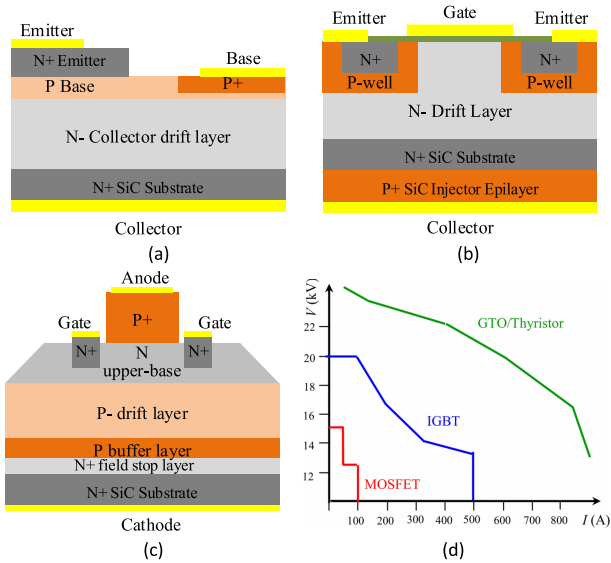 Emitter
N+ Emitter
Base
P Base
P+
N- Collector drift layer
N+ SiC Substrate
Collector
(a)
Emitter
Gate
Emitter
N+
N+
P-well
P-well
N- Drift Layer
N+ SiC Substrate
P+ SiC Injector Epilayer
Collector
(b)
Anode
P+
Gate
Gate
N+
N
N+
upper-base
P- drift layer
P buffer layer
N+ field stop layer
N+ SiC Substrate
Cathode
(c)
V (kV)
22
20
18
16
14
12
GTO/Thyristor
IGBT
MOSFET
100 200 300 400 500 600 700 800 I (A)
(d)